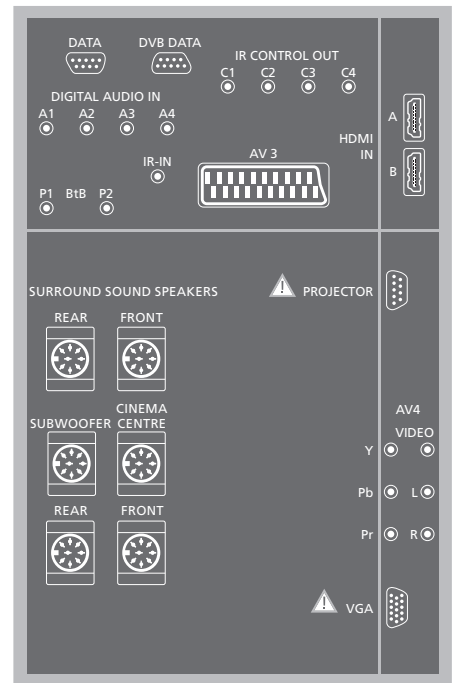 DATA DVB DATA
IR CONTROL OUT
C1 C2 C3 C4
DIGITAL AUDIO IN
A1 A2 A3 A4
A
HDMI
IN
AV 3
IR-IN
B
P1 BtB P2
SURROUND SOUND SPEAKERS
! PROJECTOR
REAR FRONT
CINEMA
SUBWOOFER CENTRE
AV4
VIDEO
Y
Pb L
REAR FRONT
Pr R
! VGA